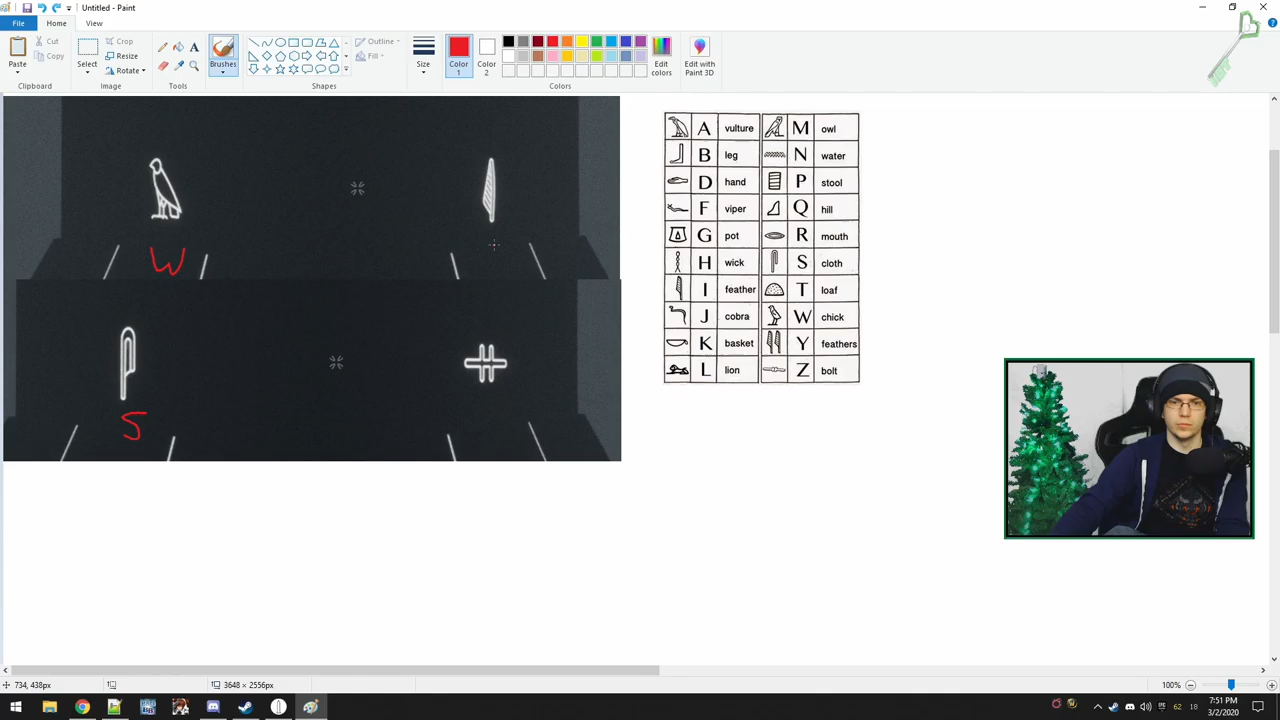 Untitled - Paint
File
Home
View
Paste
Cut
Copy
Clipboard
Select
Crop
Resize
Rotate
Image
A
Tools
Brushes
Outline
Fill
Shapes
Size
Color 1
Color 2
Edit colors
Edit with Paint 3D
Colors
W
S
A vulture M owl
B leg N water
D hand P stool
F viper Q hill
G pot R mouth
H wick S cloth
I feather T loaf
J cobra W chick
K basket Y feathers
L lion Z bolt
734, 438px
3648 × 2556px
100%
62
18
7:51 PM
3/2/2020